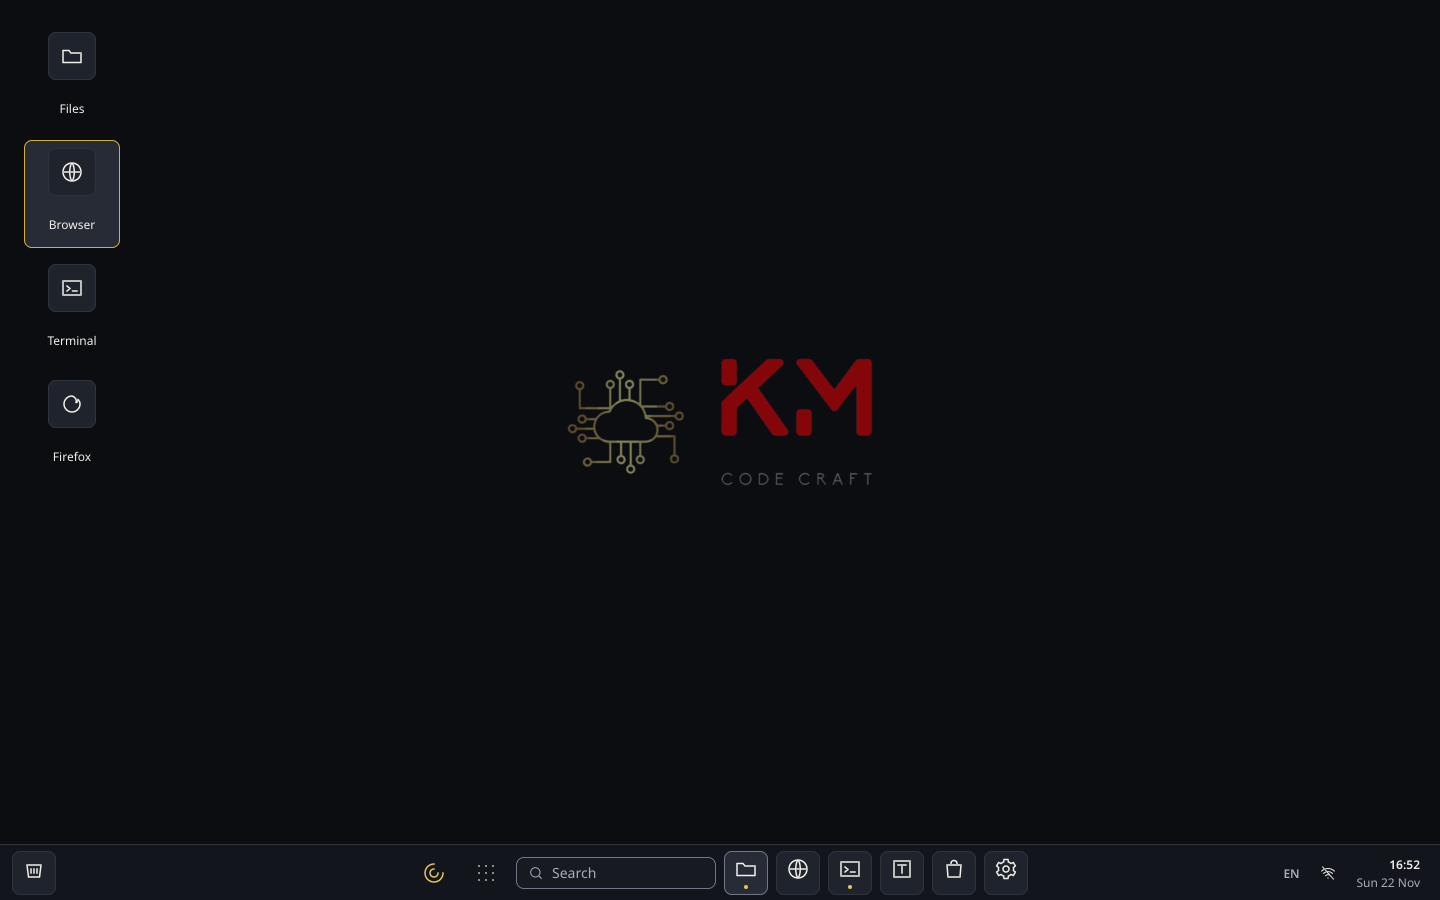 Files
Browser
Terminal
Firefox
KM
CODE CRAFT
Search
EN
16:52
Sun 22 Nov